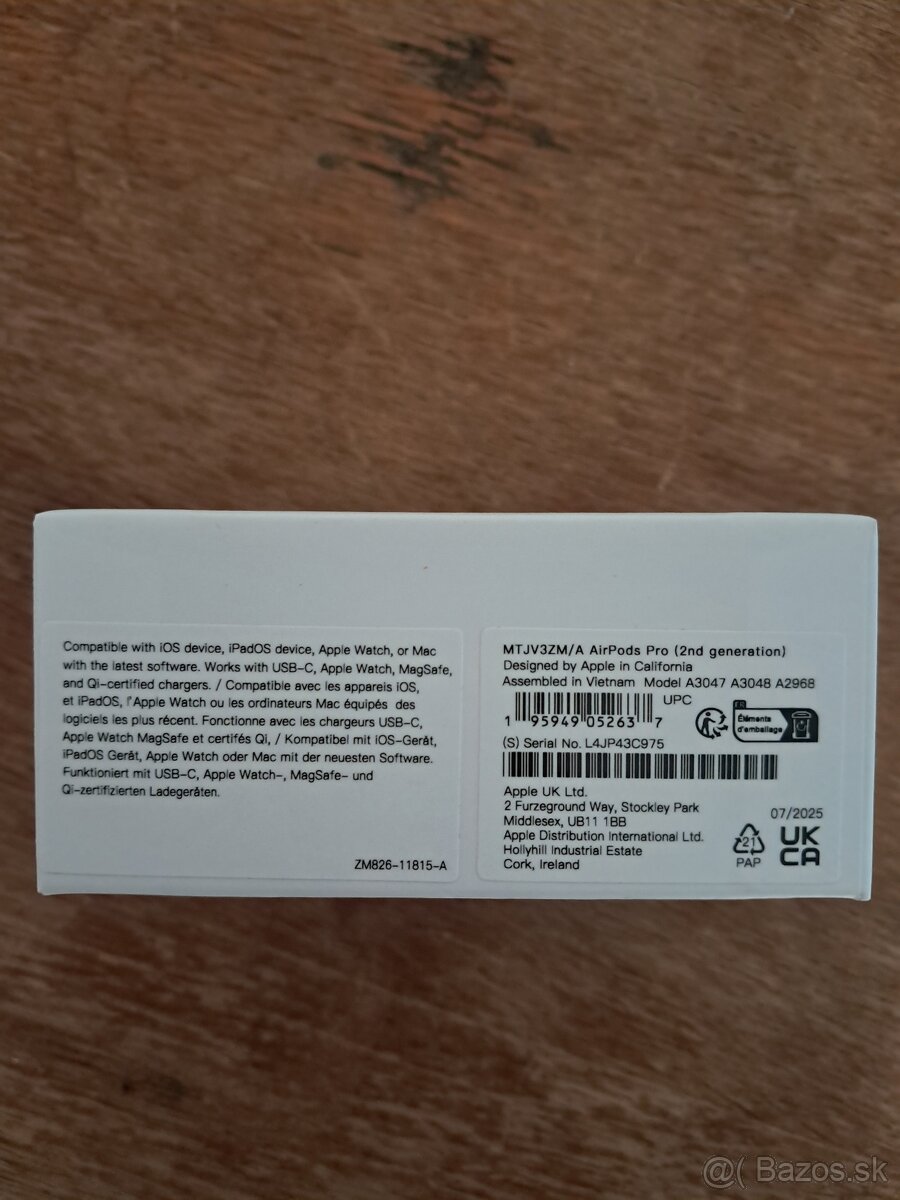 Compatible with iOS device, iPadOS device, Apple Watch, or Mac
with the latest software. Works with USB-C, Apple Watch, MagSafe,
and Qi-certified chargers. / Compatible avec les appareils iOS,
et iPadOS, l'Apple Watch ou les ordinateurs Mac équipés des
logiciels les plus récent. Fonctionne avec les chargeurs USB-C,
Apple Watch MagSafe et certifés Qi, / Kompatibel mit iOS-Gerät,
iPadOS Gerät, Apple Watch oder Mac mit der neuesten Software.
Funktioniert mit USB-C, Apple Watch-, MagSafe- und
Qi-zertifizierten Ladegeräten.
ZM826-11815-A
MTJV3ZM/A AirPods Pro (2nd generation)
Designed by Apple in California
Assembled in Vietnam Model A3047 A3048 A2968
UPC
1 95949 05263 7
FR
Éléments
d'emballage
(S) Serial No. L4JP43C975
Apple UK Ltd.
2 Furzeground Way, Stockley Park
Middlesex, UB11 1BB
Apple Distribution International Ltd.
Hollyhill Industrial Estate
Cork, Ireland
07/2025
21
PAP
UK
CA
@( Bazos.sk